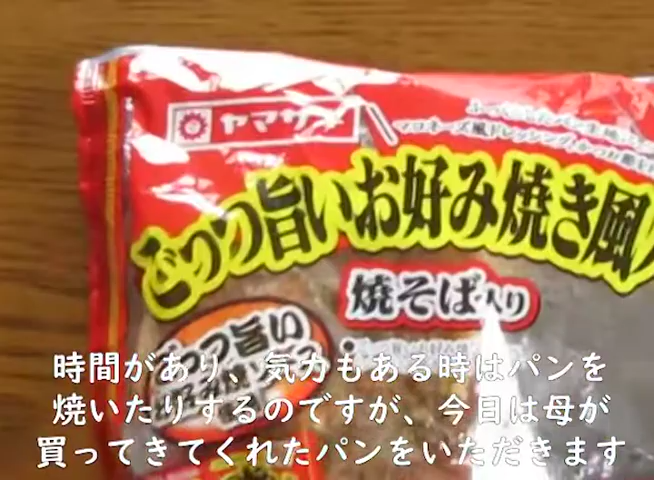 ヤマザキ
ごっつ旨いお好み焼き風
焼そば入り
ごっつ旨い
時間があり、気力もある時はパンを
焼いたりするのですが、今日は母が
買ってきてくれたパンをいただきます